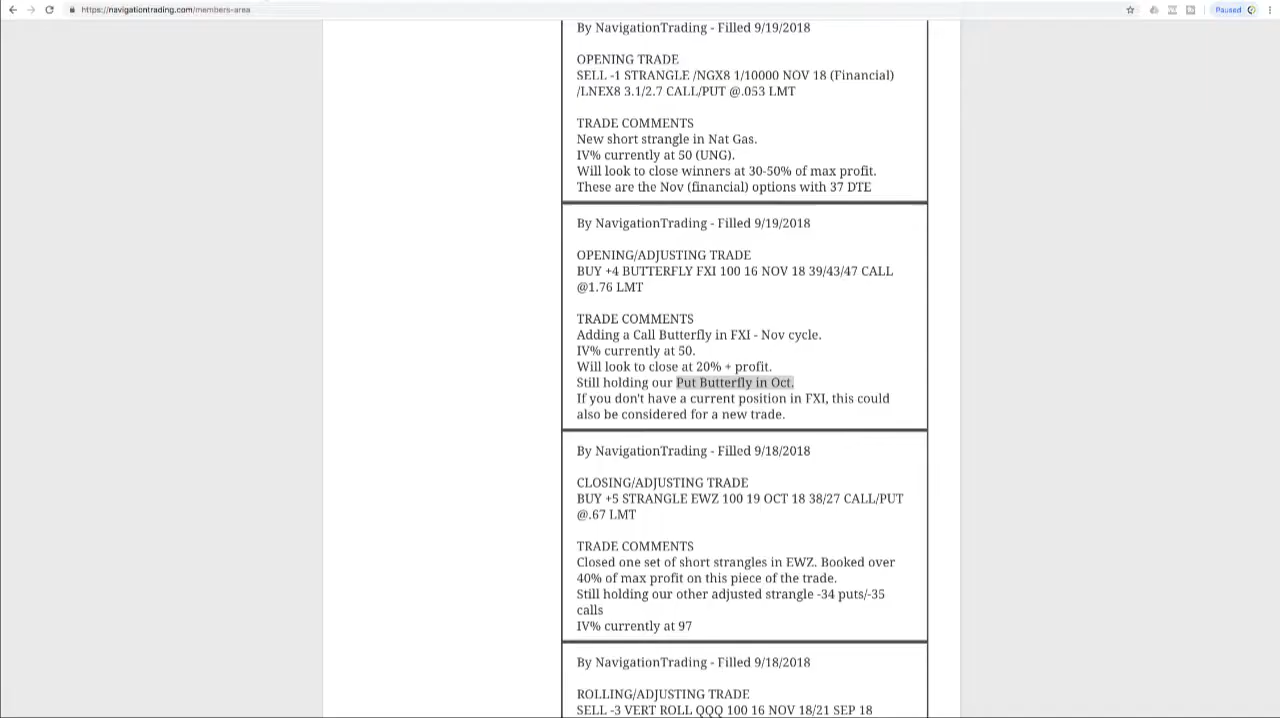 https://navigationtrading.com/members-area
Paused
By NavigationTrading - Filled 9/19/2018
OPENING TRADE
SELL -1 STRANGLE /NGX8 1/10000 NOV 18 (Financial)
/LNEX8 3.1/2.7 CALL/PUT @.053 LMT
TRADE COMMENTS
New short strangle in Nat Gas.
IV% currently at 50 (UNG).
Will look to close winners at 30-50% of max profit.
These are the Nov (financial) options with 37 DTE
By NavigationTrading - Filled 9/19/2018
OPENING/ADJUSTING TRADE
BUY +4 BUTTERFLY FXI 100 16 NOV 18 39/43/47 CALL
@1.76 LMT
TRADE COMMENTS
Adding a Call Butterfly in FXI - Nov cycle.
IV% currently at 50.
Will look to close at 20% + profit.
Still holding our Put Butterfly in Oct.
If you don't have a current position in FXI, this could
also be considered for a new trade.
By NavigationTrading - Filled 9/18/2018
CLOSING/ADJUSTING TRADE
BUY +5 STRANGLE EWZ 100 19 OCT 18 38/27 CALL/PUT
@.67 LMT
TRADE COMMENTS
Closed one set of short strangles in EWZ. Booked over
40% of max profit on this piece of the trade.
Still holding our other adjusted strangle -34 puts/-35
calls
IV% currently at 97
By NavigationTrading - Filled 9/18/2018
ROLLING/ADJUSTING TRADE
SELL -3 VERT ROLL QQQ 100 16 NOV 18/21 SEP 18